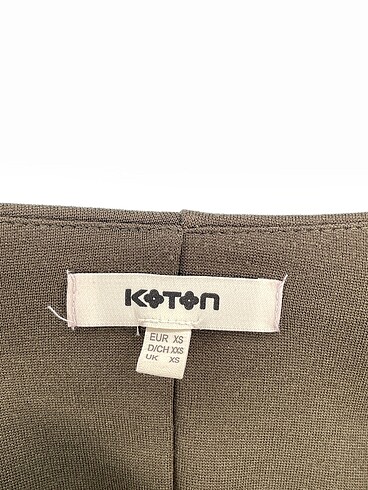 KOTON
EUR XS
D/CH XXS
UK XS